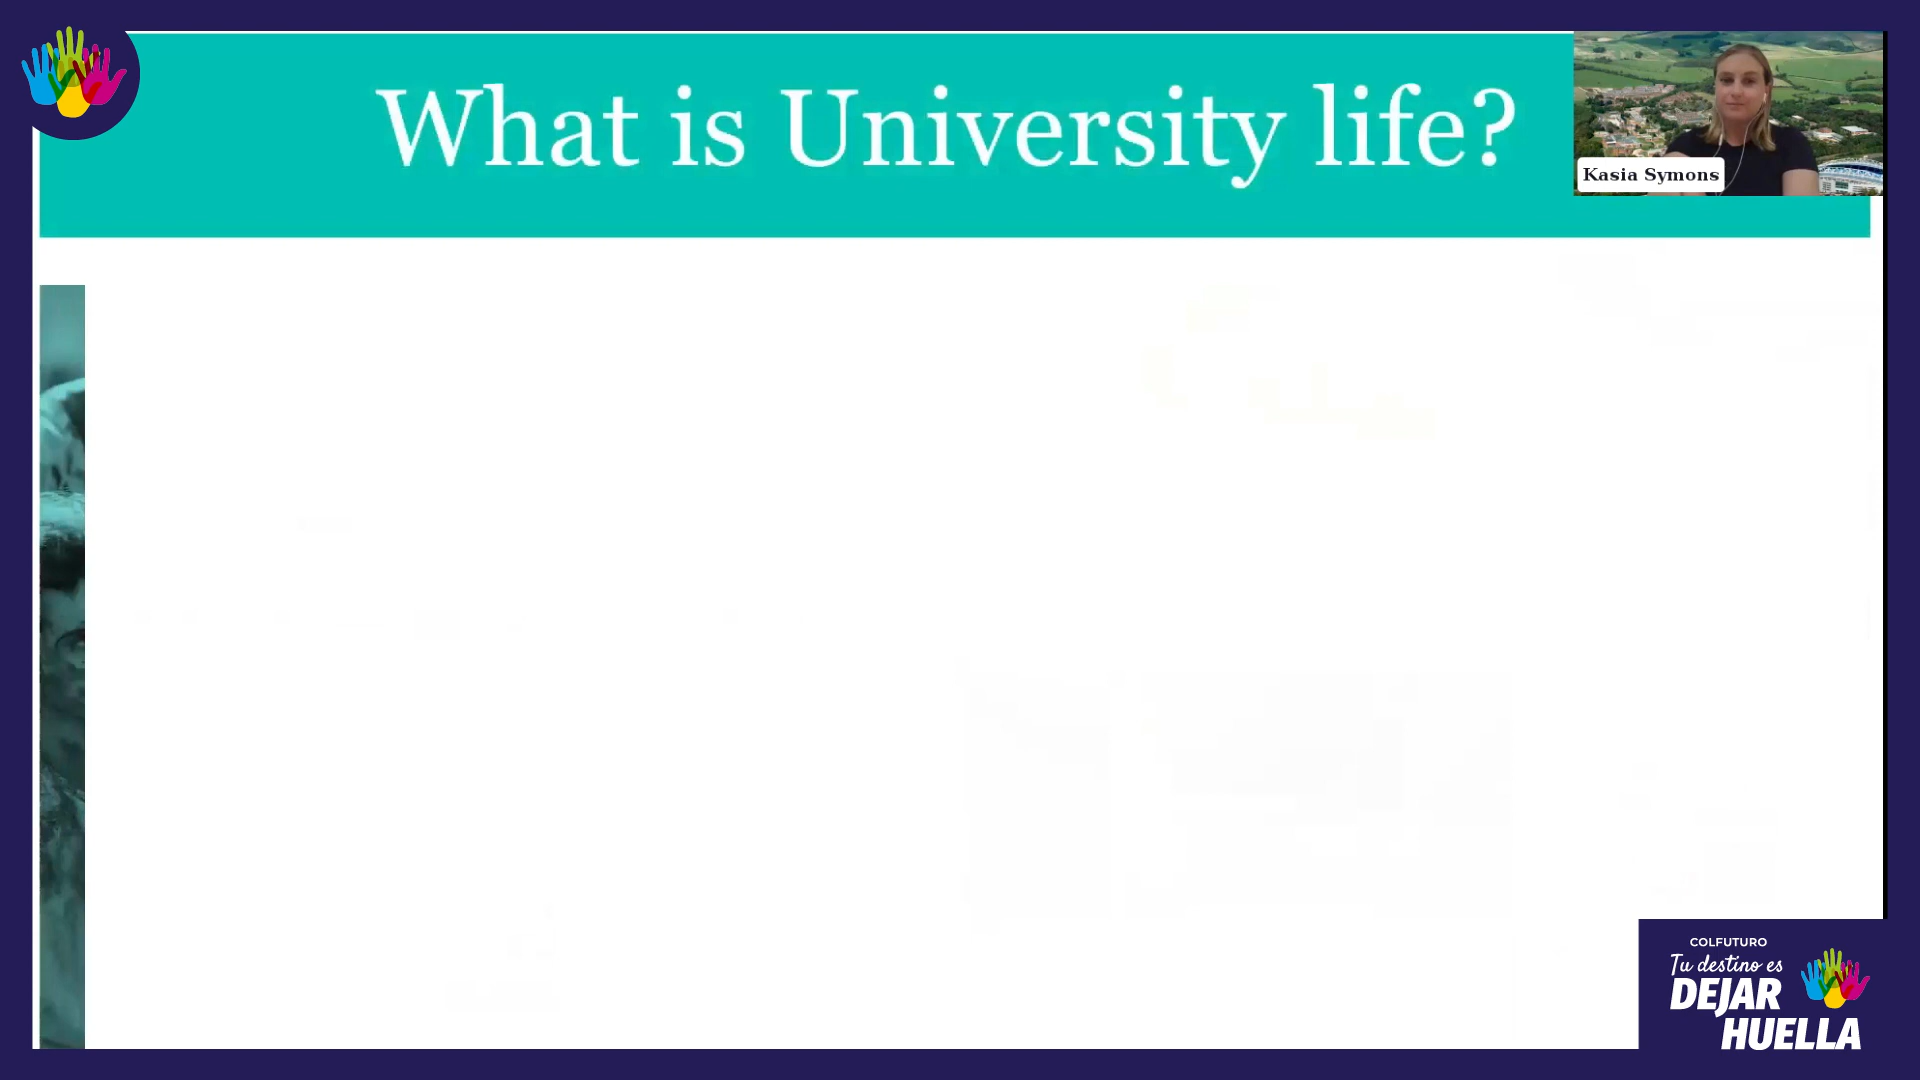 What is University life?
Kasia Symons
COLFUTURO
Tu destino es
DEJAR
HUELLA